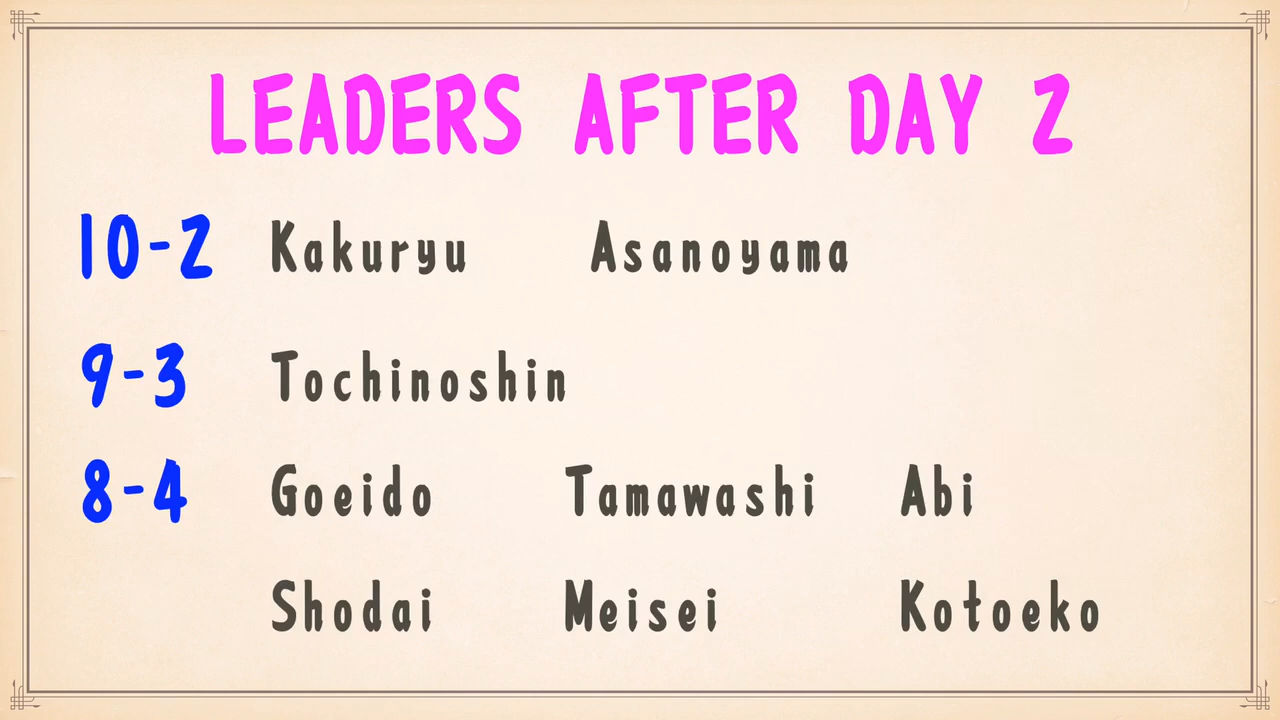 LEADERS AFTER DAY 2
10-2 Kakuryu Asanoyama
9-3 Tochinoshin
8-4 Goeido Tamawashi Abi
Shodai Meisei Kotoeko